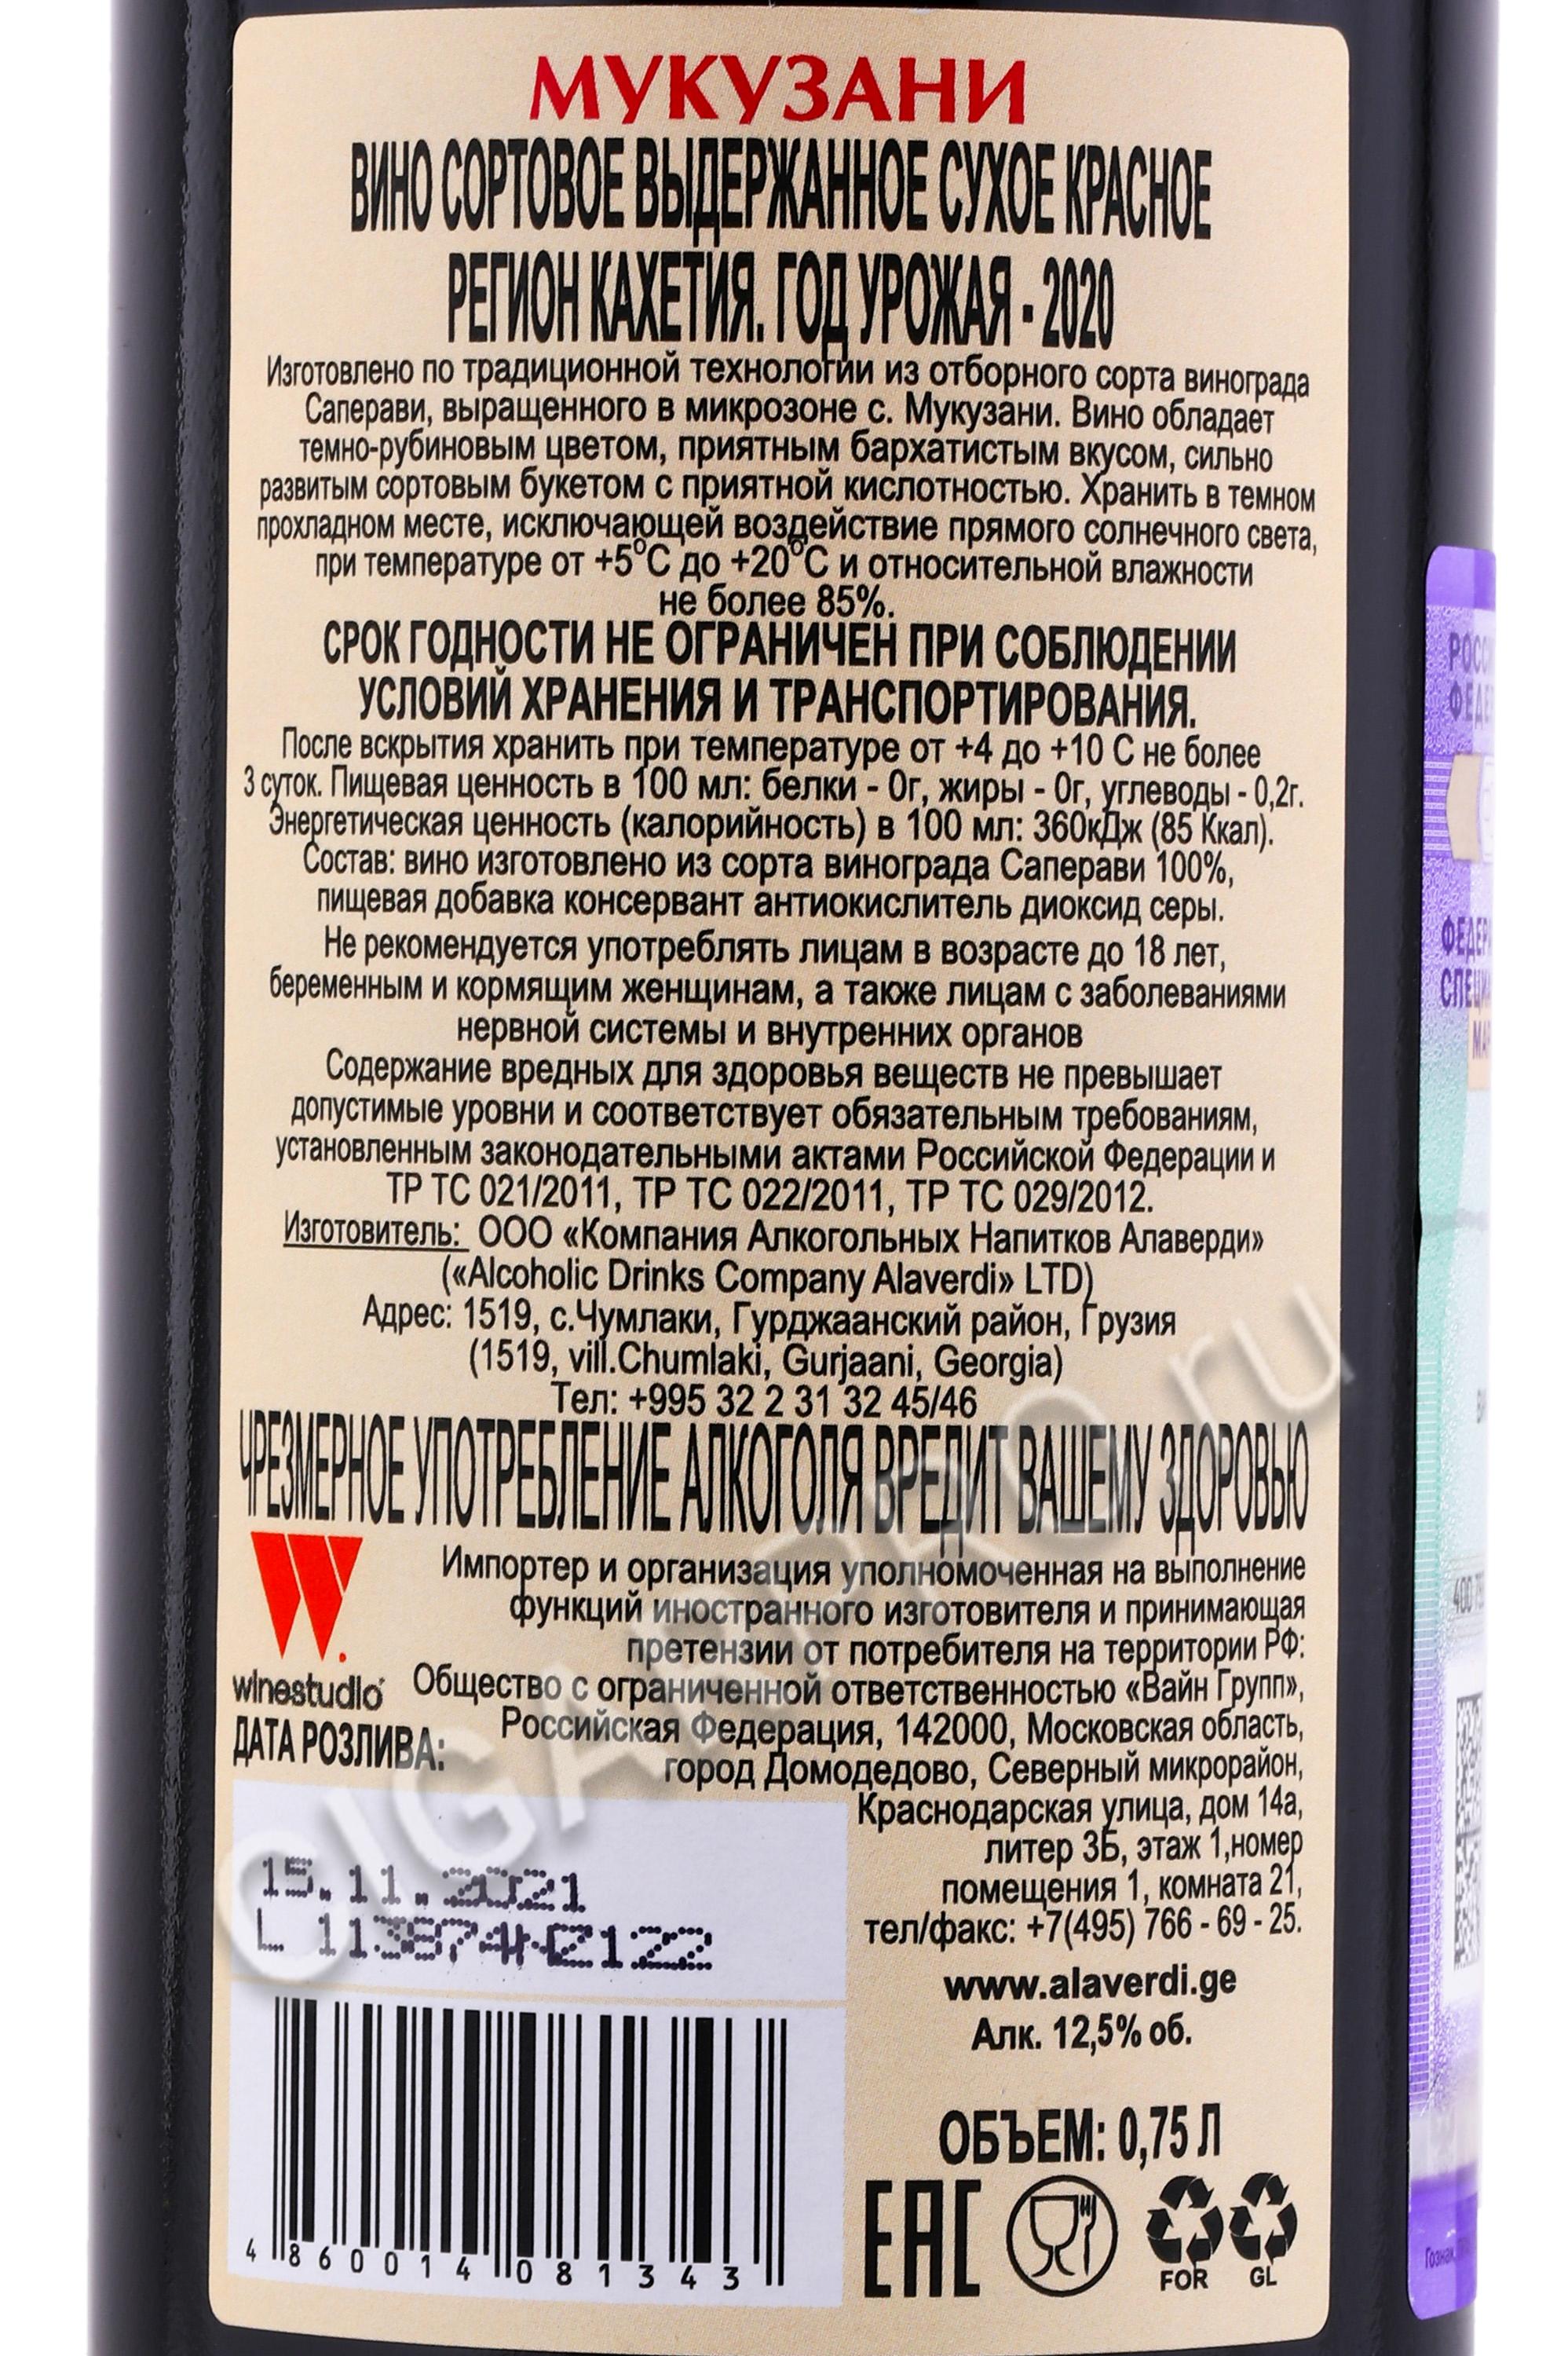 МУКУЗАНИ
ВИНО СОРТОВОЕ ВЫДЕРЖАННОЕ СУХОЕ КРАСНОЕ
РЕГИОН КАХЕТИЯ. ГОД УРОЖАЯ - 2020
Изготовлено по традиционной технологии из отборного сорта винограда
Саперави, выращенного в микрозоне с. Мукузани. Вино обладает
темно-рубиновым цветом, приятным бархатистым вкусом, сильно
развитым сортовым букетом с приятной кислотностью. Хранить в темном
прохладном месте, исключающей воздействие прямого солнечного света,
при температуре от +5°С до +20°С и относительной влажности
не более 85%.
СРОК ГОДНОСТИ НЕ ОГРАНИЧЕН ПРИ СОБЛЮДЕНИИ
УСЛОВИЙ ХРАНЕНИЯ И ТРАНСПОРТИРОВАНИЯ.
После вскрытия хранить при температуре от +4 до +10 С не более
3 суток. Пищевая ценность в 100 мл: белки - 0г, жиры - 0г, углеводы - 0,2г.
Энергетическая ценность (калорийность) в 100 мл: 360кДж (85 Ккал).
Состав: вино изготовлено из сорта винограда Саперави 100%,
пищевая добавка консервант антиокислитель диоксид серы.
Не рекомендуется употреблять лицам в возрасте до 18 лет,
беременным и кормящим женщинам, а также лицам с заболеваниями
нервной системы и внутренних органов
Содержание вредных для здоровья веществ не превышает
допустимые уровни и соответствует обязательным требованиям,
установленным законодательными актами Российской Федерации и
ТР ТС 021/2011, ТР ТС 022/2011, ТР ТС 029/2012.
Изготовитель: ООО «Компания Алкогольных Напитков Алаверди»
(«Alcoholic Drinks Company Alaverdi» LTD)
Адрес: 1519, с.Чумлаки, Гурджаанский район, Грузия
(1519, vill.Chumlaki, Gurjaani, Georgia)
Тел: +995 32 2 31 32 45/46
ЧРЕЗМЕРНОЕ УПОТРЕБЛЕНИЕ АЛКОГОЛЯ ВРЕДИТ ВАШЕМУ ЗДОРОВЬЮ
W.
winestudio
Импортер и организация уполномоченная на выполнение
функций иностранного изготовителя и принимающая
претензии от потребителя на территории РФ:
Общество с ограниченной ответственностью «Вайн Групп»,
Российская Федерация, 142000, Московская область,
город Домодедово, Северный микрорайон,
Краснодарская улица, дом 14а,
литер 3Б, этаж 1,номер
помещения 1, комната 21,
тел/факс: +7(495) 766 - 69 - 25.
ДАТА РОЗЛИВА:
15.11.2021
www.alaverdi.ge
Алк. 12,5% об.
ОБЪЕМ: 0,75 Л
EAC
FOR
GL
4 860014 081343
CIGARPRO.ru